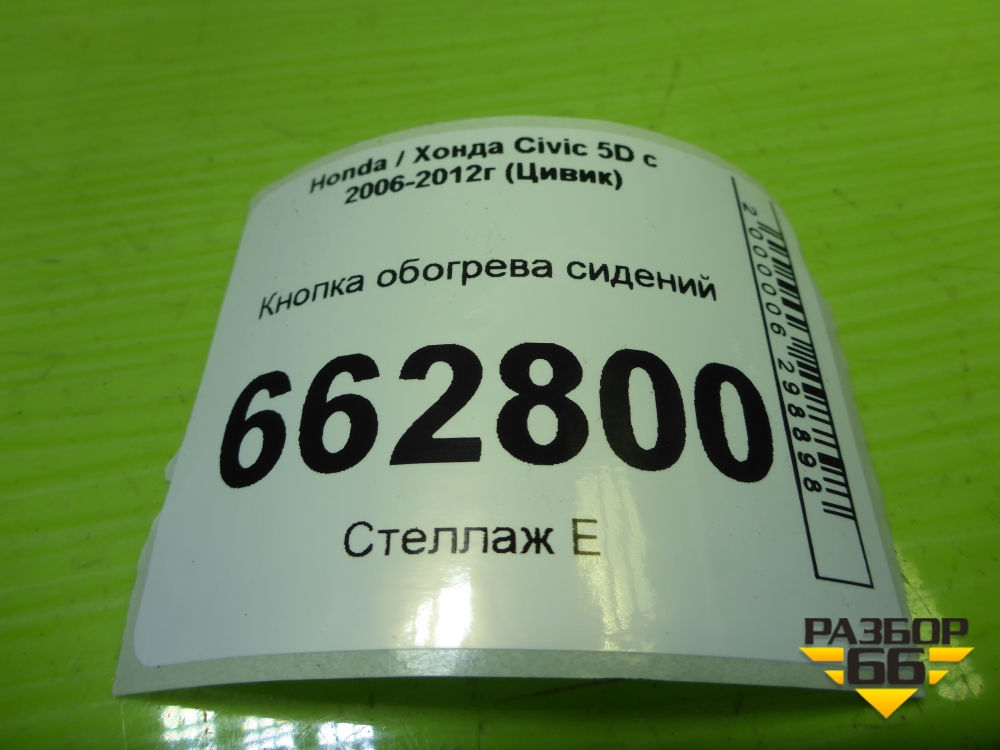 Honda / Хонда Civic 5D с
2006-2012г (Цивик)
Кнопка обогрева сидений
662800
Стеллаж Е
2000006298898
РАЗБОР
66